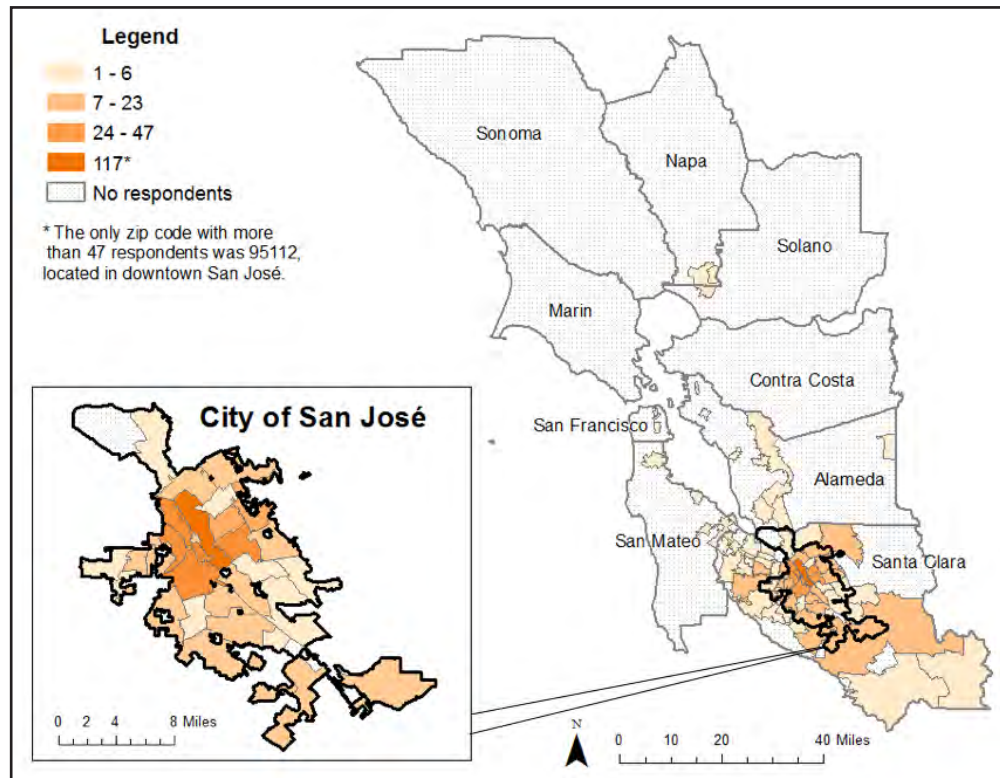 Legend
1 - 6
7 - 23
24 - 47
117*
No respondents
* The only zip code with more
than 47 respondents was 95112,
located in downtown San José.
Sonoma
Napa
Solano
Marin
Contra Costa
San Francisco
Alameda
San Mateo
Santa Clara
City of San José
0 2 4 8 Miles
N
0 10 20 40 Miles